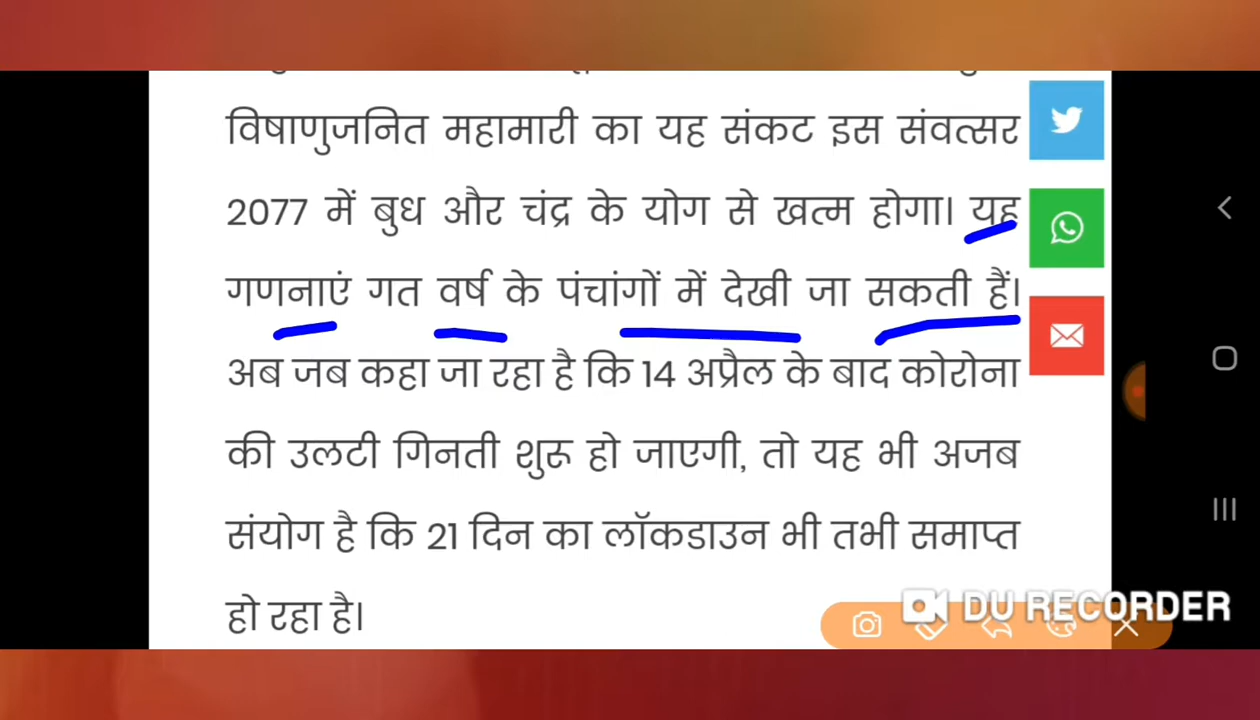 विषाणुजनित महामारी का यह संकट इस संवत्सर
2077 में बुध और चंद्र के योग से खत्म होगा। यह
गणनाएं गत वर्ष के पंचांगों में देखी जा सकती हैं।
अब जब कहा जा रहा है कि 14 अप्रैल के बाद कोरोना
की उलटी गिनती शुरू हो जाएगी, तो यह भी अजब
संयोग है कि 21 दिन का लॉकडाउन भी तभी समाप्त
हो रहा है।
DU RECORDER